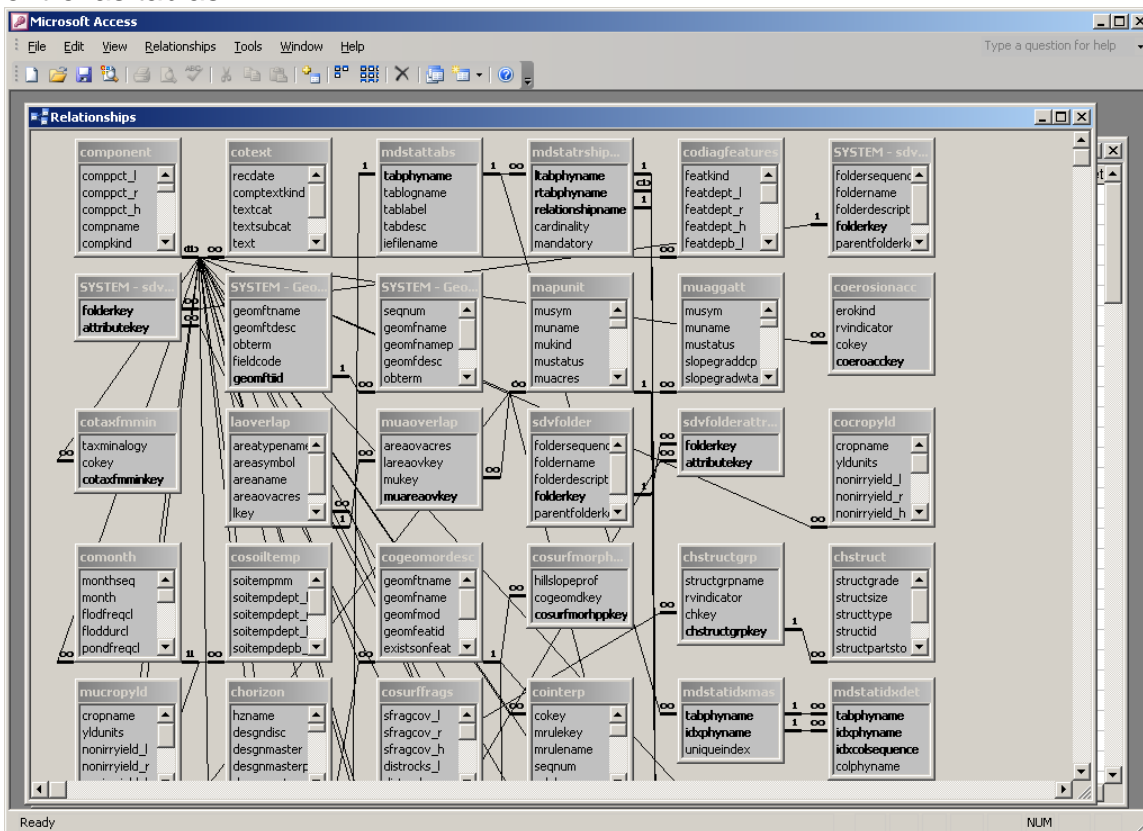 Microsoft Access
File Edit View Relationships Tools Window Help
Type a question for help
Relationships
component
comppct_l
comppct_r
comppct_h
compname
compkind
cotext
recdate
comptextkind
textcat
textsubcat
text
mdstattabs
tabphyname
tablogname
tablabel
tabdesc
iefilename
mdstatrship...
ltabphyname
rtabphyname
relationshipname
cardinality
mandatory
codiagfeatures
featkind
featdept_l
featdept_r
featdept_h
featdepb_l
SYSTEM - sdv...
foldersequenc
foldername
folderdescript
folderkey
parentfolderk
SYSTEM - sdv...
folderkey
attributekey
SYSTEM - Geo...
geomftname
geomftdesc
obterm
fieldcode
geomftiid
SYSTEM - Geo...
seqnum
geomfname
geomfnamep
geomfdesc
obterm
mapunit
musym
muname
mukind
mustatus
muacres
muaggatt
musym
muname
mustatus
slopegraddcp
slopegradwta
coerosionacc
erokind
rvindicator
cokey
coeroacckey
cotaxfmmin
taxminalogy
cokey
cotaxfmminkey
laoverlap
areatypename
areasymbol
areaname
areaovacres
lkey
muaoverlap
areaovacres
lareaovkey
mukey
muareaovkey
sdvfolder
foldersequenc
foldername
folderdescript
folderkey
parentfolderk
sdvfolderattr...
folderkey
attributekey
cocropyld
cropname
yldunits
nonirryield_l
nonirryield_r
nonirryield_h
comonth
monthseq
month
flodfreqcl
floddurcl
pondfreqcl
cosoiltemp
soitempmm
soitempdept_l
soitempdept_r
soitempdept_l
soitempdepb_l
cogeomordesc
geomftname
geomfname
geomfmod
geomfeatid
existsonfeat
cosurfmorph...
hillslopeprof
cogeomdkey
cosurfmorhppkey
chstructgrp
structgrpname
rvindicator
chkey
chstructgrpkey
chstruct
structgrade
structsize
structtype
structid
structpartsto
mucropyld
cropname
yldunits
nonirryield_l
nonirryield_r
chorizon
hzname
desgndisc
desgnmaster
desgnmasterp
cosurffrags
sfragcov_l
sfragcov_r
sfragcov_h
distrocks_l
cointerp
cokey
mrulekey
mrulename
seqnum
mdstatidxmas
tabphyname
idxphyname
uniqueindex
mdstatidxdet
tabphyname
idxphyname
idxcolsequence
colphyname
Ready
NUM